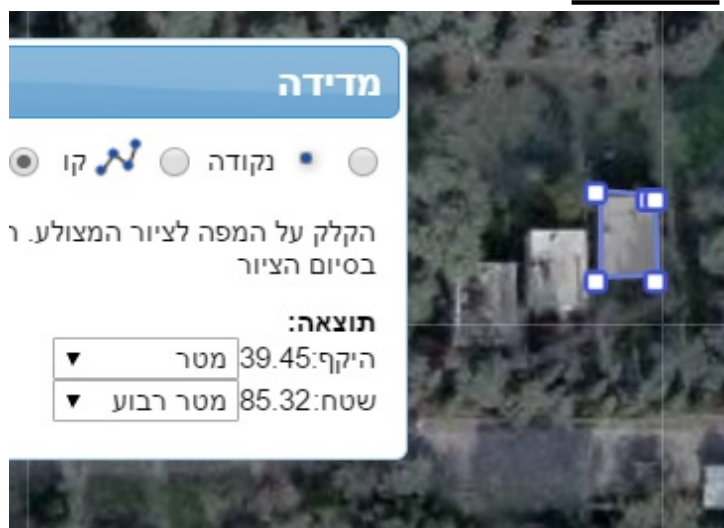 מדידה
נקודה קו
הקלק על המפה לציור המצולע. ה
בסיום הציור
תוצאה:
היקף:39.45 מטר
שטח:85.32 מטר רבוע